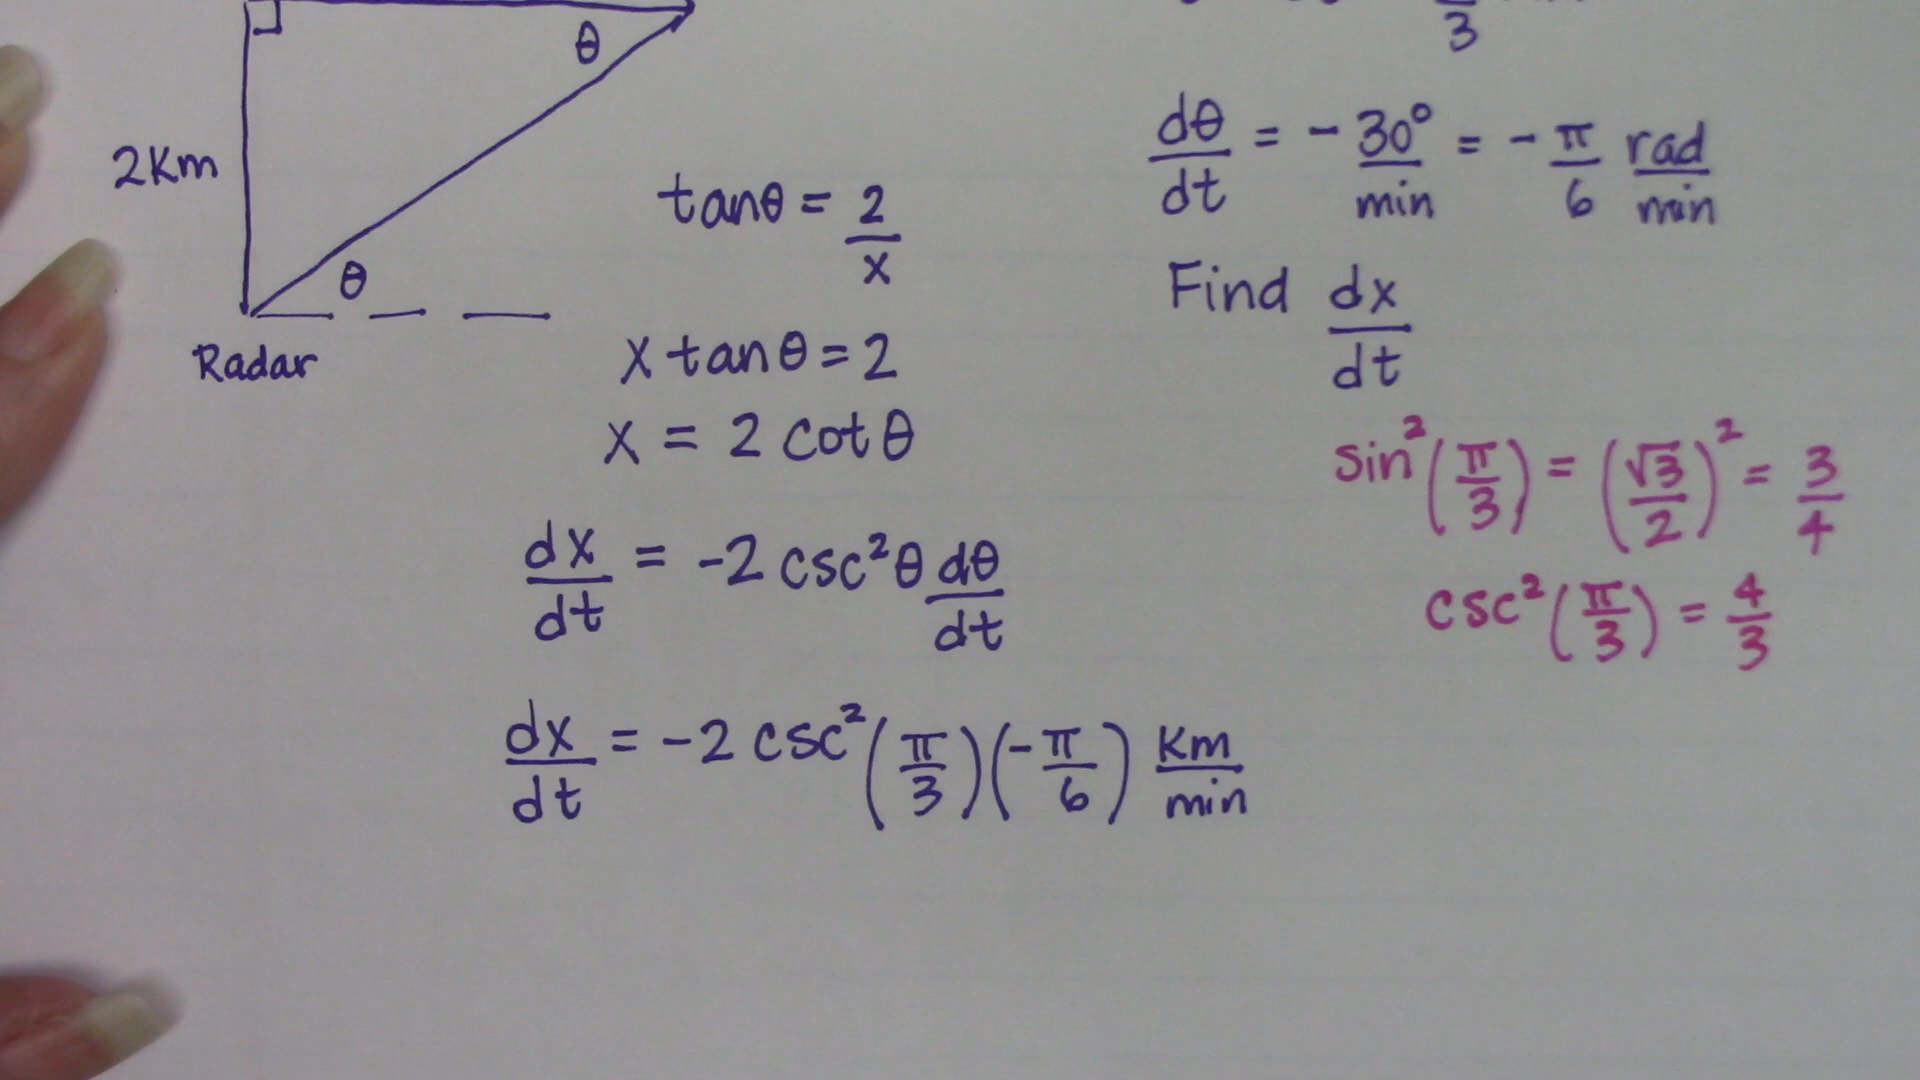 3
θ
dθ/dt = -30°/min = -π/6 rad/min
2Km
tanθ = 2/x
θ
Find dx/dt
Radar
x tanθ = 2
x = 2 cotθ
sin²(π/3) = (√3/2)² = 3/4
dx/dt = -2 csc²θ dθ/dt
csc²(π/3) = 4/3
dx/dt = -2 csc²(π/3)(-π/6) Km/min